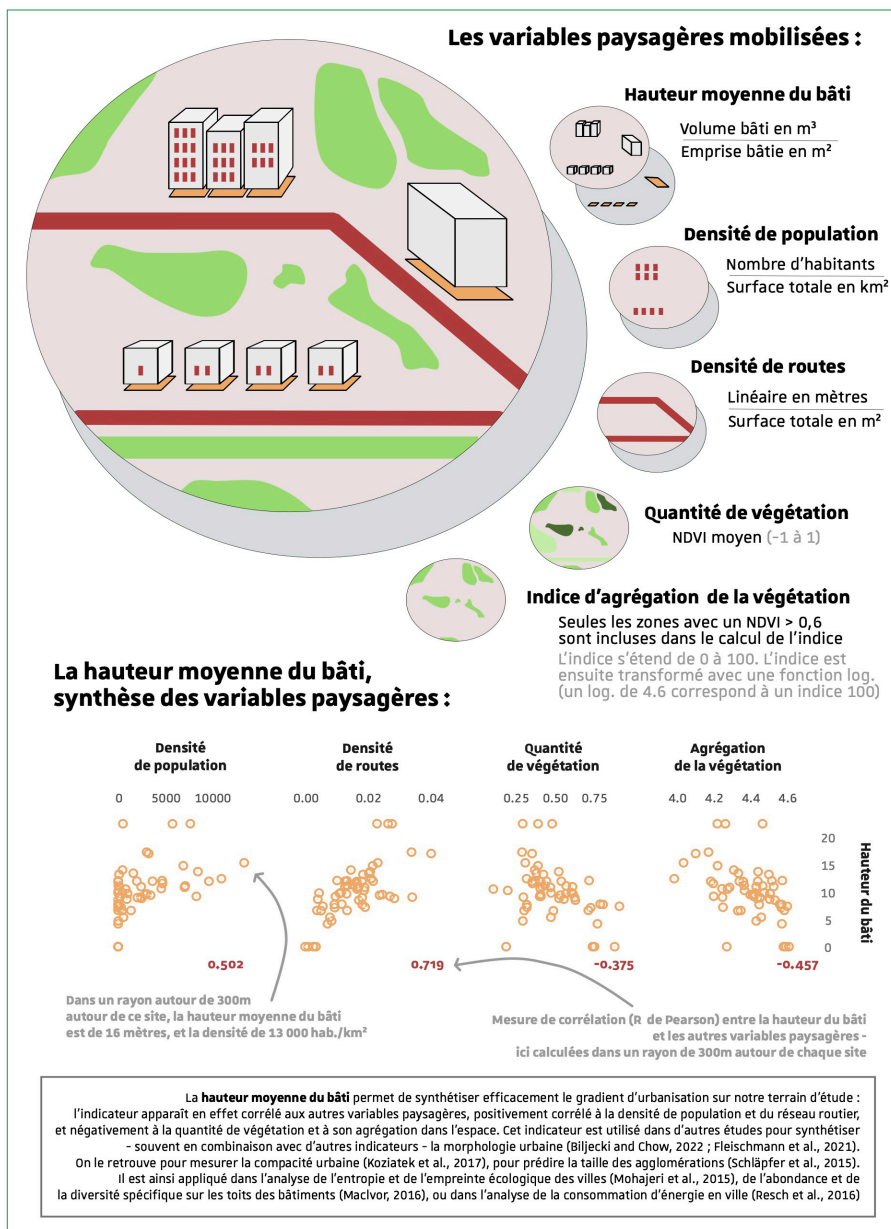 Les variables paysagères mobilisées :
Hauteur moyenne du bâti
Volume bâti en m³
Emprise bâtie en m²
Densité de population
Nombre d'habitants
Surface totale en km²
Densité de routes
Linéaire en mètres
Surface totale en m²
Quantité de végétation
NDVI moyen (-1 à 1)
Indice d'agrégation de la végétation
Seules les zones avec un NDVI > 0,6
sont incluses dans le calcul de l'indice
L'indice s'étend de 0 à 100. L'indice est
ensuite transformé avec une fonction log.
(un log. de 4.6 correspond à un indice 100)
La hauteur moyenne du bâti,
synthèse des variables paysagères :
Densité
de population
0 5000 10000
Densité
de routes
0.00 0.02 0.04
Quantité
de végétation
0.25 0.50 0.75
Agrégation
de la végétation
4.0 4.2 4.4 4.6
20
15
10
5
0
Hauteur du bâti
0.502
0.719
-0.375
-0.457
Dans un rayon autour de 300m
autour de ce site, la hauteur moyenne du bâti
est de 16 mètres, et la densité de 13 000 hab./km²
Mesure de corrélation (R de Pearson) entre la hauteur du bâti
et les autres variables paysagères -
ici calculées dans un rayon de 300m autour de chaque site
La hauteur moyenne du bâti permet de synthétiser efficacement le gradient d'urbanisation sur notre terrain d'étude :
l'indicateur apparaît en effet corrélé aux autres variables paysagères, positivement corrélé à la densité de population et du réseau routier,
et négativement à la quantité de végétation et à son agrégation dans l'espace. Cet indicateur est utilisé dans d'autres études pour synthétiser
- souvent en combinaison avec d'autres indicateurs - la morphologie urbaine (Biljecki and Chow, 2022 ; Fleischmann et al., 2021).
On le retrouve pour mesurer la compacité urbaine (Koziatek et al., 2017), pour prédire la taille des agglomérations (Schläpfer et al., 2015).
Il est ainsi appliqué dans l'analyse de l'entropie et de l'empreinte écologique des villes (Mohajeri et al., 2015), de l'abondance et de
la diversité spécifique sur les toits des bâtiments (MacIvor, 2016), ou dans l'analyse de la consommation d'énergie en ville (Resch et al., 2016)